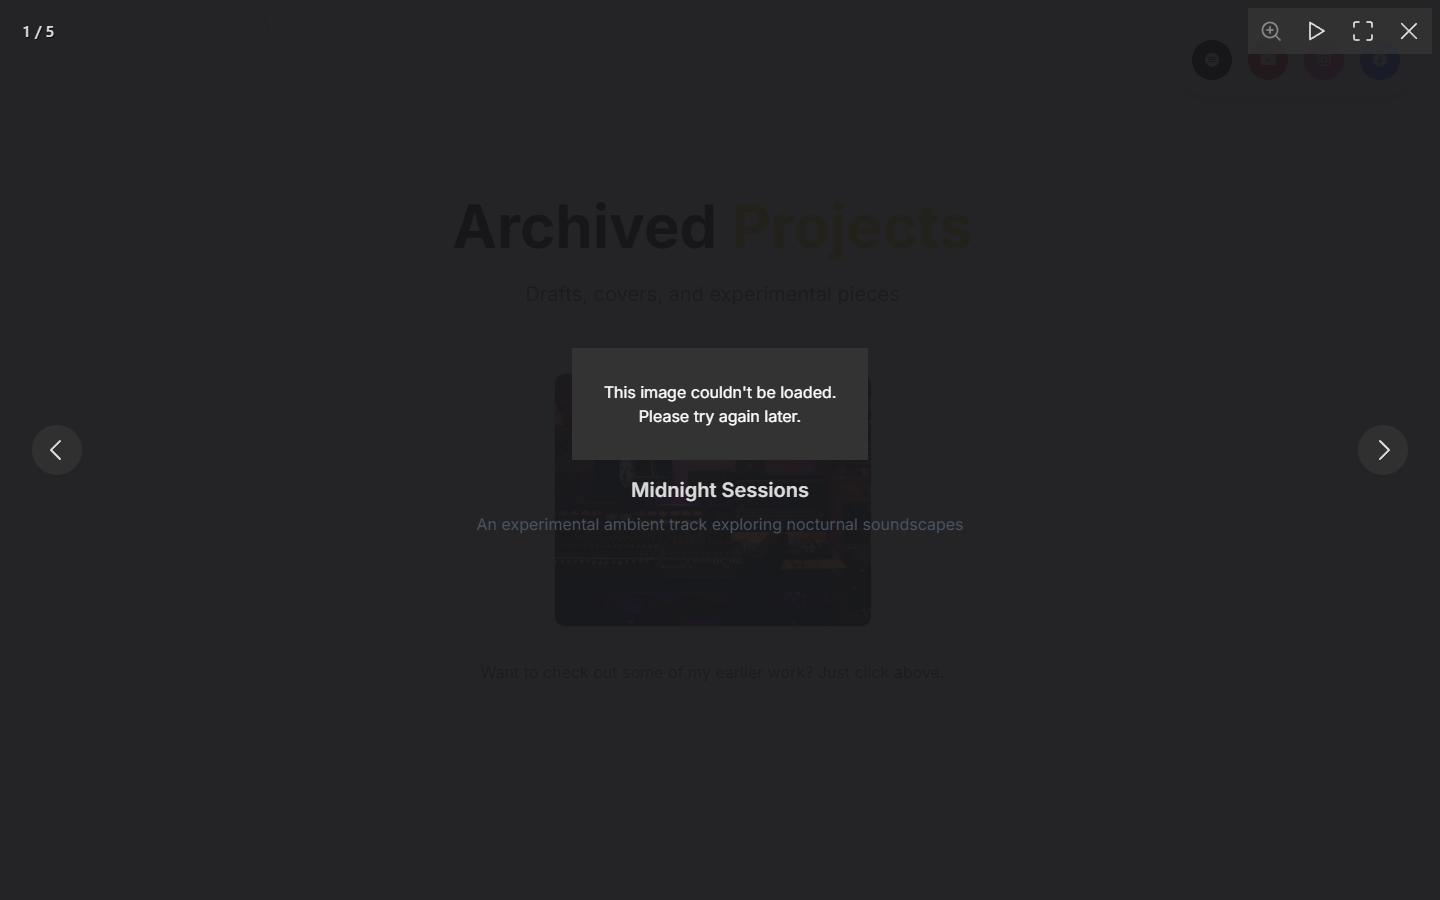 1 / 5
Archived Projects
Drafts, covers, and experimental pieces
This image couldn't be loaded.
Please try again later.
Midnight Sessions
An experimental ambient track exploring nocturnal soundscapes
Want to check out some of my earlier work? Just click above.